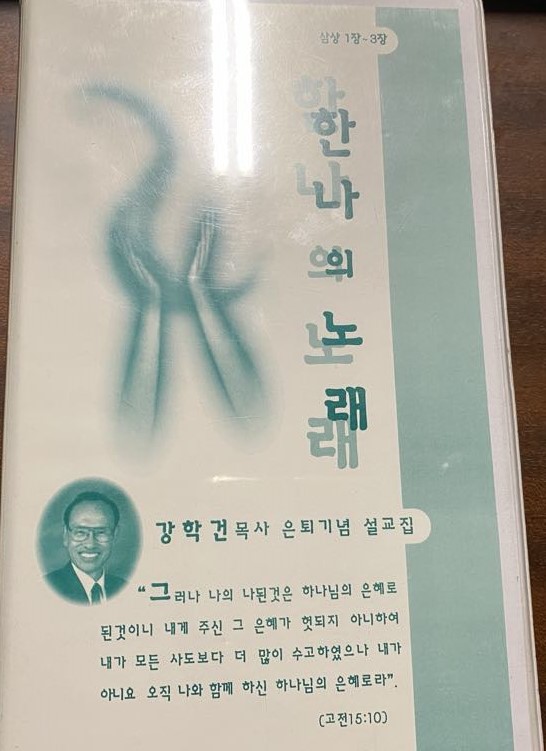 삼상 1장~3장
한나의 노래
강학건목사 은퇴기념 설교집
“그러나 나의 나된것은 하나님의 은혜로
된것이니 내게 주신 그 은혜가 헛되지 아니하여
내가 모든 사도보다 더 많이 수고하였으나 내가
아니요 오직 나와 함께 하신 하나님의 은혜로라”.
(고전15:10)